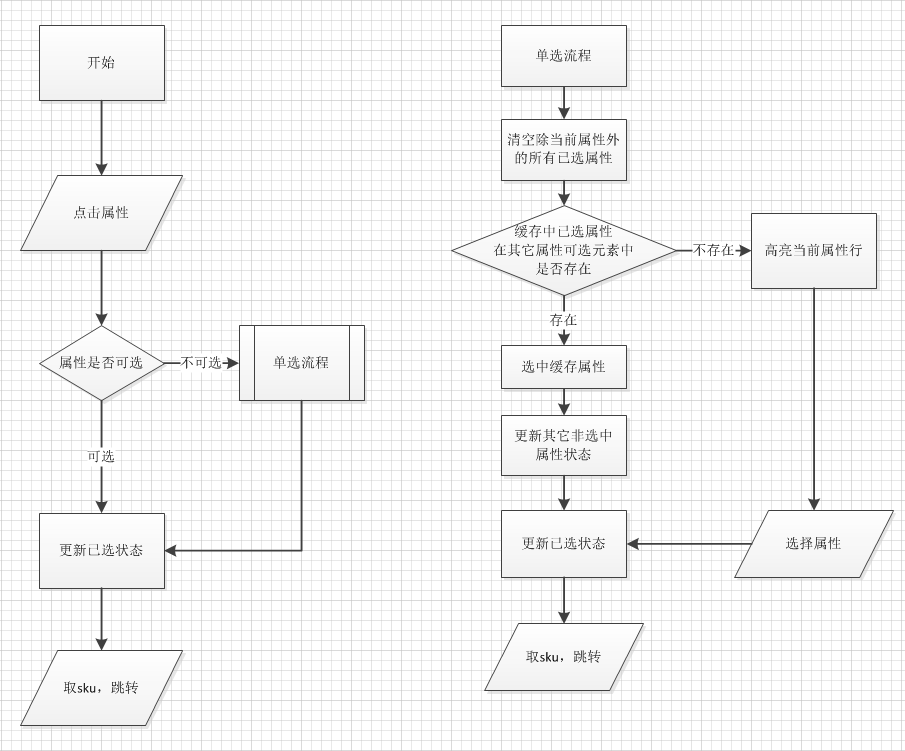 开始
点击属性
属性是否可选
不可选
单选流程
可选
更新已选状态
取sku，跳转
单选流程
清空除当前属性外
的所有已选属性
缓存中已选属性
在其它属性可选元素中
是否存在
不存在
高亮当前属性行
存在
选中缓存属性
更新其它非选中
属性状态
更新已选状态
选择属性
取sku，跳转